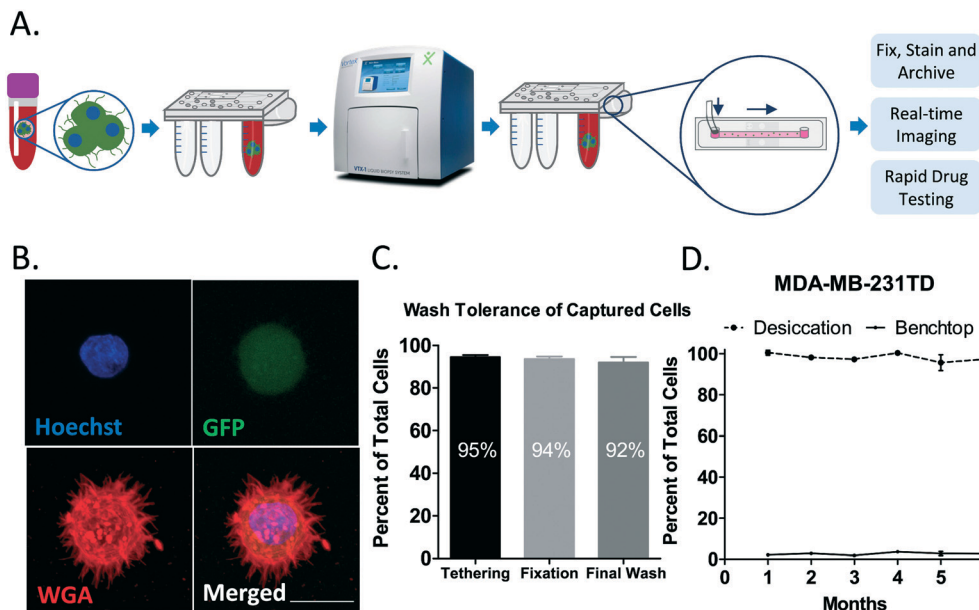 A.
VTX-1 LIQUID BIOPSY SYSTEM
Fix, Stain and
Archive
Real-time
Imaging
Rapid Drug
Testing
B.
Hoechst
GFP
WGA
Merged
C.
Wash Tolerance of Captured Cells
Percent of Total Cells
100
80
60
40
20
0
95%
94%
92%
Tethering
Fixation
Final Wash
D.
MDA-MB-231TD
Desiccation
Benchtop
Percent of Total Cells
100
80
60
40
20
0
0
1
2
3
4
5
Months